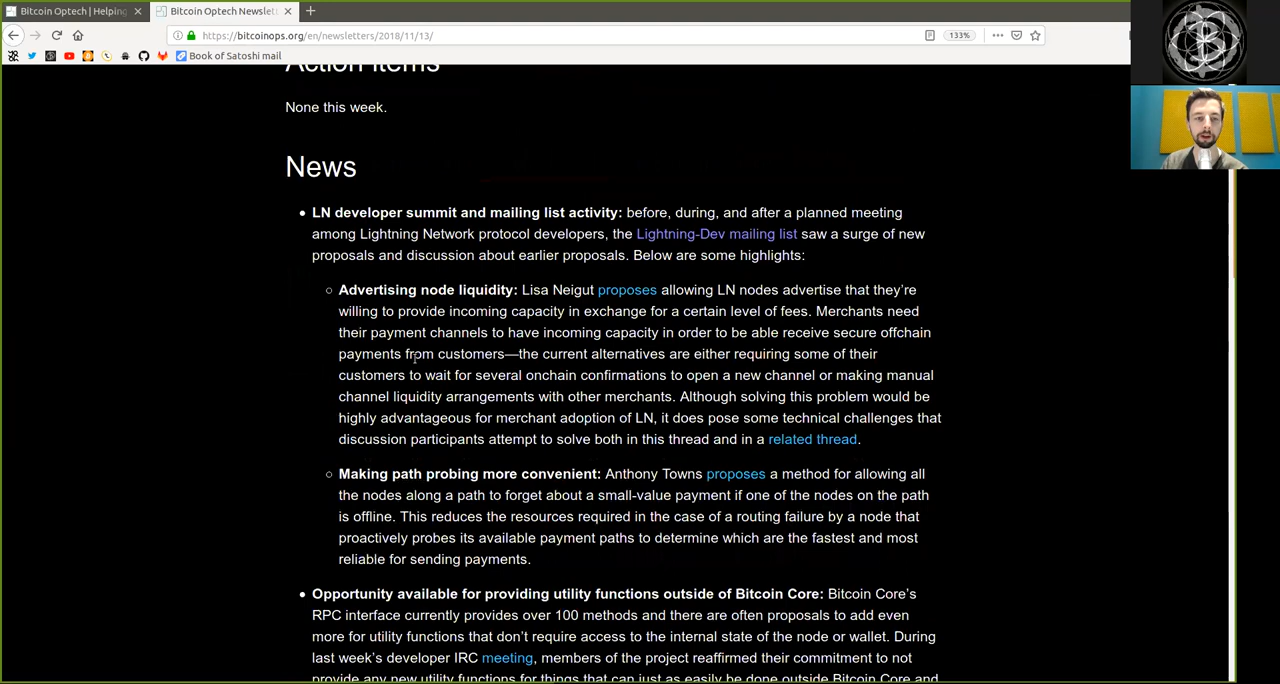 Bitcoin Optech | Helping
Bitcoin Optech Newslet
https://bitcoinops.org/en/newsletters/2018/11/13/
133%
Book of Satoshi mail
Action items
None this week.
News
LN developer summit and mailing list activity: before, during, and after a planned meeting
among Lightning Network protocol developers, the Lightning-Dev mailing list saw a surge of new
proposals and discussion about earlier proposals. Below are some highlights:
Advertising node liquidity: Lisa Neigut proposes allowing LN nodes advertise that they're
willing to provide incoming capacity in exchange for a certain level of fees. Merchants need
their payment channels to have incoming capacity in order to be able receive secure offchain
payments from customers—the current alternatives are either requiring some of their
customers to wait for several onchain confirmations to open a new channel or making manual
channel liquidity arrangements with other merchants. Although solving this problem would be
highly advantageous for merchant adoption of LN, it does pose some technical challenges that
discussion participants attempt to solve both in this thread and in a related thread.
Making path probing more convenient: Anthony Towns proposes a method for allowing all
the nodes along a path to forget about a small-value payment if one of the nodes on the path
is offline. This reduces the resources required in the case of a routing failure by a node that
proactively probes its available payment paths to determine which are the fastest and most
reliable for sending payments.
Opportunity available for providing utility functions outside of Bitcoin Core: Bitcoin Core's
RPC interface currently provides over 100 methods and there are often proposals to add even
more for utility functions that don't require access to the internal state of the node or wallet. During
last week's developer IRC meeting, members of the project reaffirmed their commitment to not
provide any new utility functions for things that can just as easily be done outside Bitcoin Core and